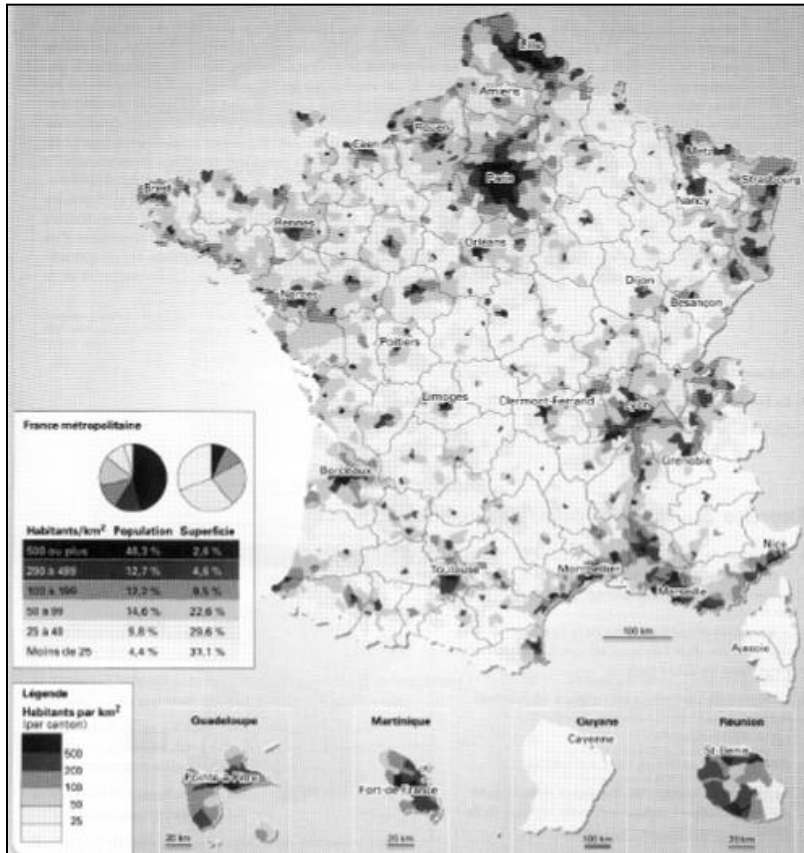 Lille
Amiens
Rouen
Caen
Metz
Paris
Strasbourg
Brest
Nancy
Rennes
Orléans
Dijon
Nantes
Besançon
Poitiers
Limoges
Clermont-Ferrand
Lyon
Grenoble
Bordeaux
Nice
Toulouse
Montpellier
Marseille
100 km
Ajaccio
France métropolitaine
Habitants/km² Population Superficie
500 ou plus 46,3 % 2,6 %
200 à 499 12,7 %
100 à 199 12,2 % 9,5 %
50 à 99 14,6 % 22,6 %
25 à 49 9,8 % 29,6 %
Moins de 25 4,4 % 31,1 %
Légende
Habitants par km²
(par canton)
500
200
100
50
25
Guadeloupe
Pointe-à-Pitre
20 km
Martinique
Fort-de-France
20 km
Guyane
Cayenne
100 km
Réunion
St-Denis
20 km